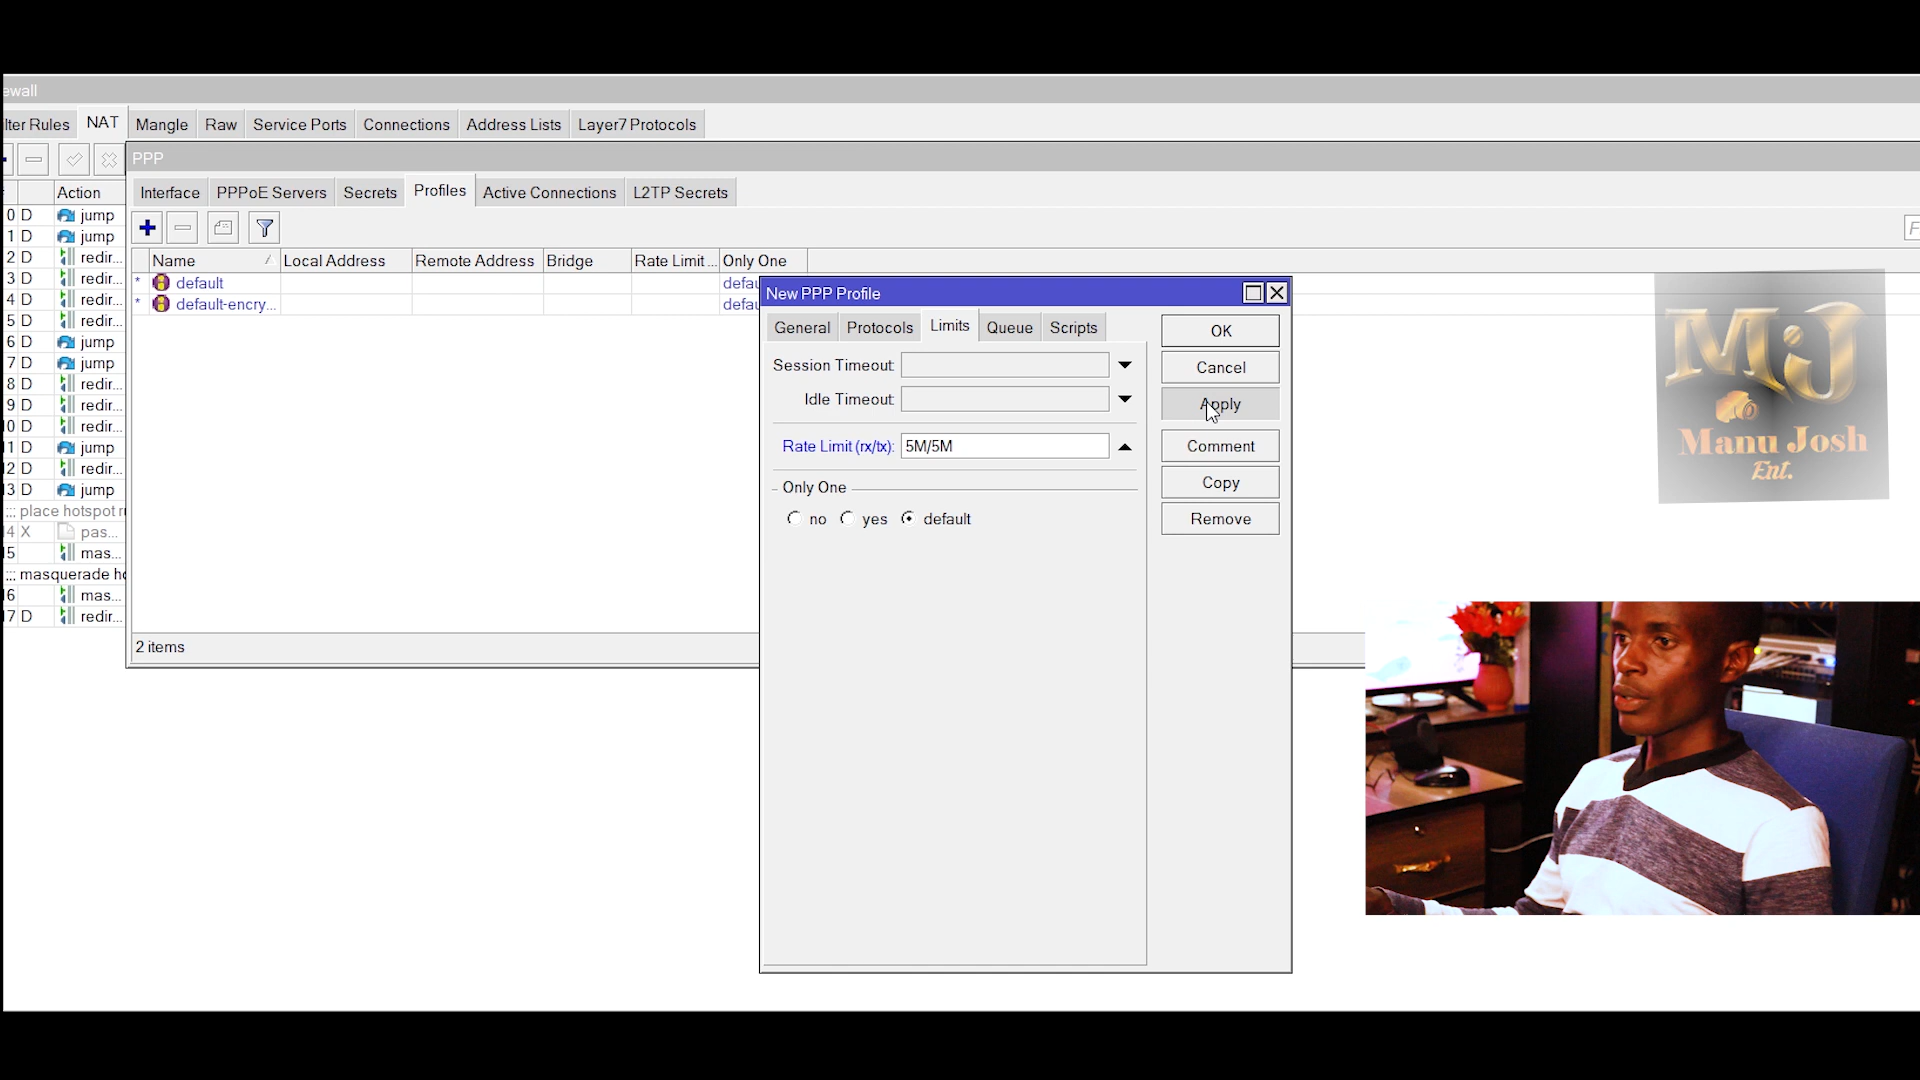 ewall
ilter Rules NAT Mangle Raw Service Ports Connections Address Lists Layer7 Protocols
PPP
Interface PPPoE Servers Secrets Profiles Active Connections L2TP Secrets
Action
Name Local Address Remote Address Bridge Rate Limit ... Only One
0 D jump
1 D jump
2 D redir...
3 D redir...
4 D redir...
5 D redir...
6 D jump
7 D jump
8 D redir...
9 D redir...
0 D redir...
1 D jump
2 D redir...
3 D jump
::: place hotspot r
4 X pas...
5 mas...
::: masquerade ho
6 mas...
7 D redir...
* default defau
* default-encry... defau
2 items
New PPP Profile
General Protocols Limits Queue Scripts
Session Timeout:
Idle Timeout:
Rate Limit (rx/tx): 5M/5M
Only One
no yes default
OK
Cancel
Apply
Comment
Copy
Remove
F
MJ
Manu Josh
Ent.